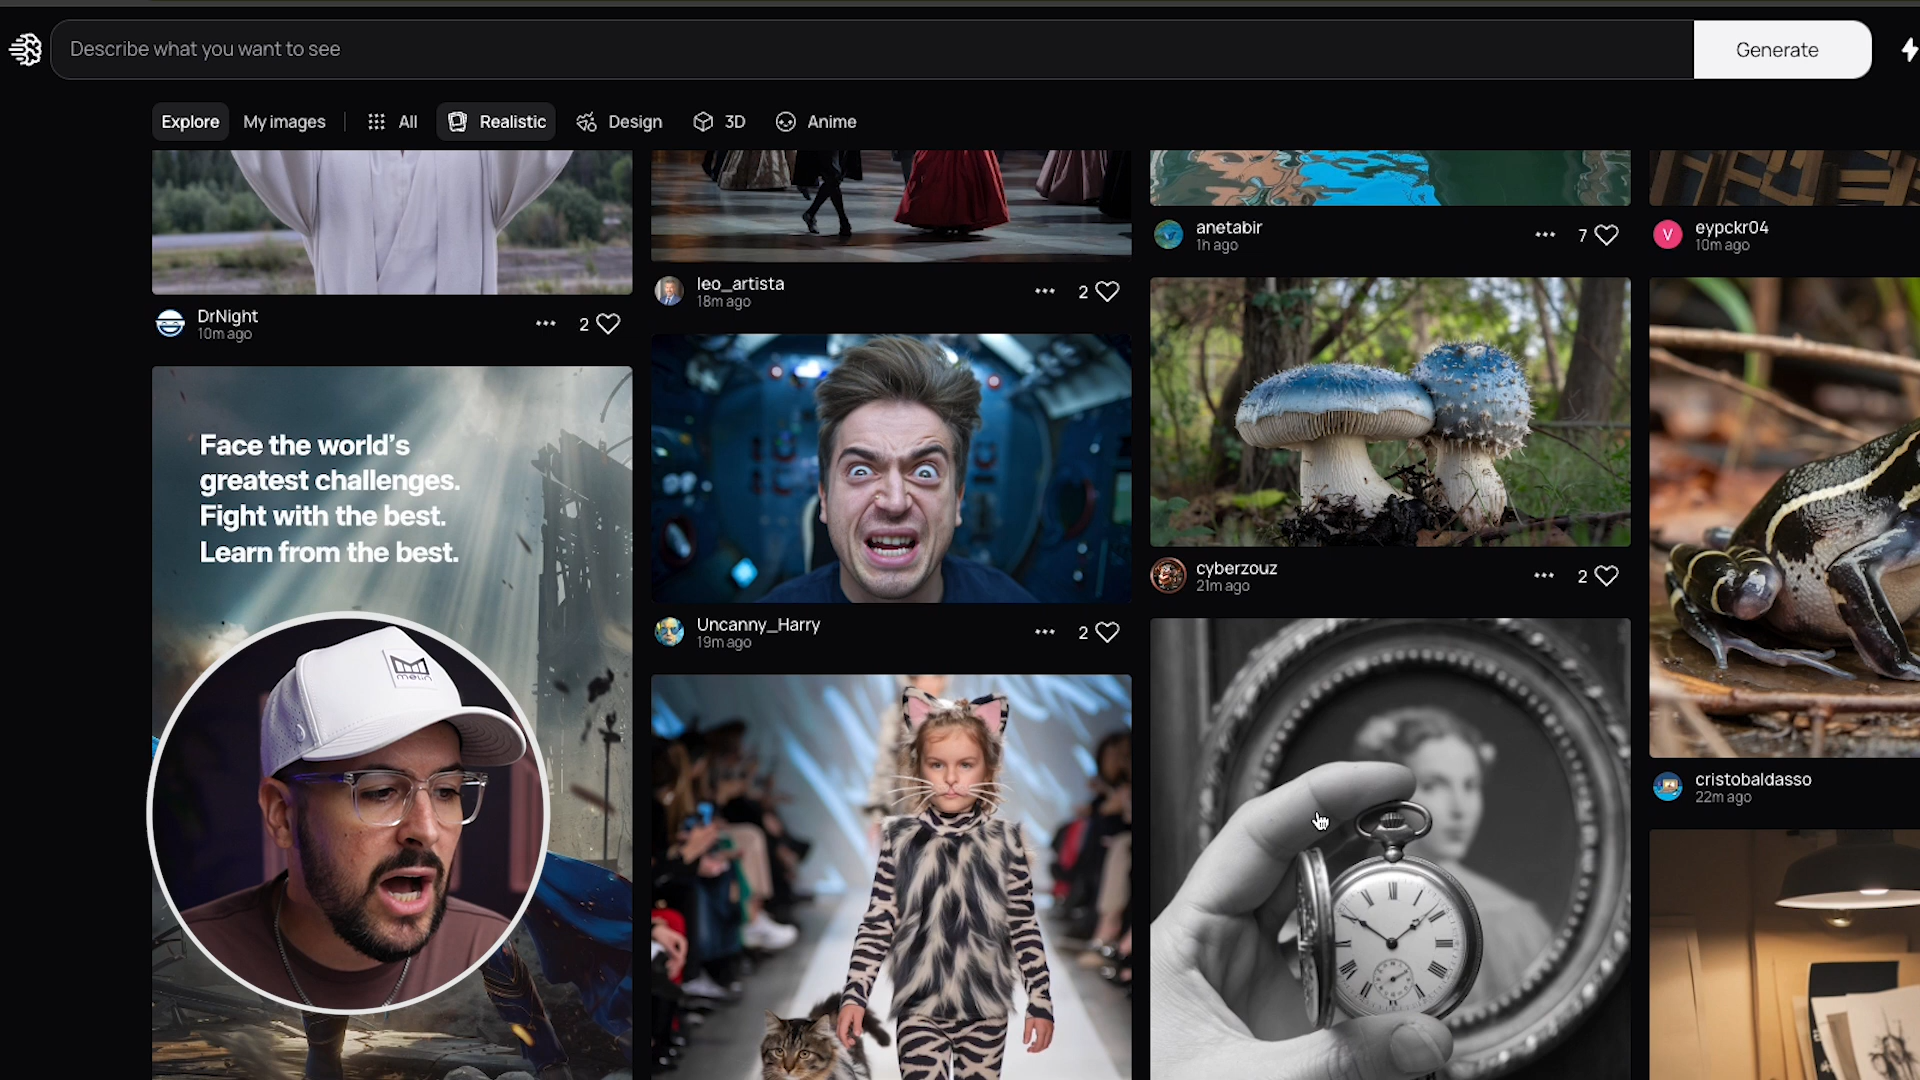 Describe what you want to see
Generate
Explore
My images
All
Realistic
Design
3D
Anime
DrNight
10m ago
2
Face the world's
greatest challenges.
Fight with the best.
Learn from the best.
melin
leo_artista
18m ago
2
Uncanny_Harry
19m ago
2
anetabir
1h ago
7
cyberzouz
21m ago
2
V
eypckr04
10m ago
cristobaldasso
22m ago